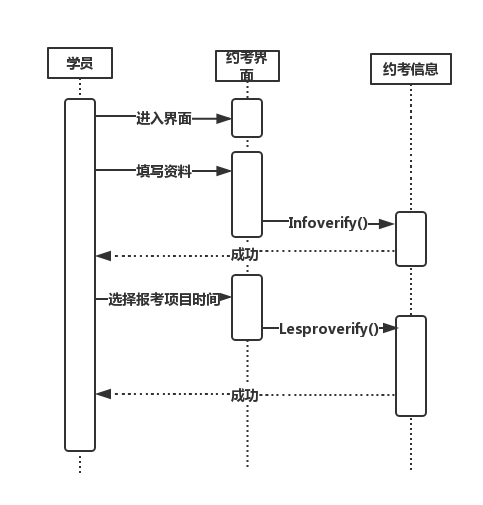 学员
约考界
面
约考信息
进入界面
填写资料
Infoverify()
成功
选择报考项目时间
Lesproverify()
成功